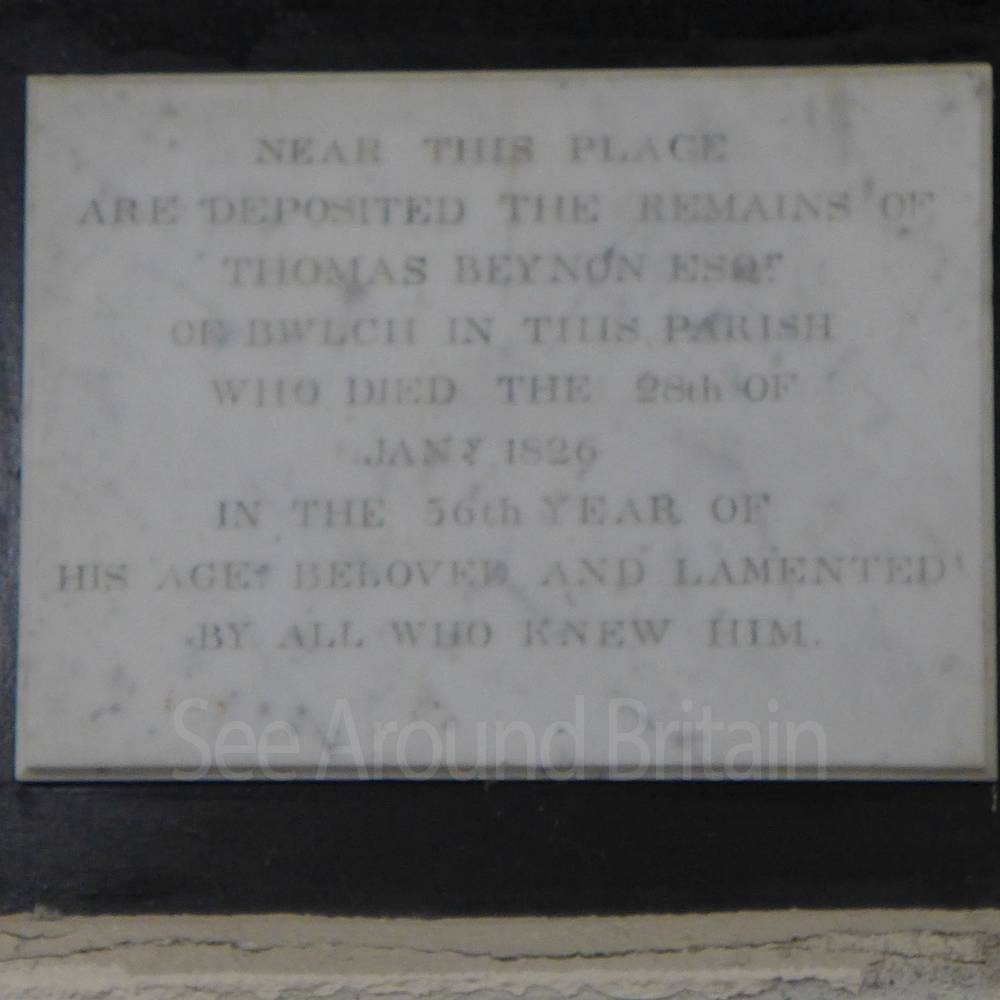 NEAR THIS PLACE
ARE DEPOSITED THE REMAINS OF
THOMAS BEYNON ESQr
OF BWLCH IN THIS PARISH
WHO DIED THE 28th OF
JANY 1826
IN THE 56th YEAR OF
HIS AGE, BELOVED AND LAMENTED
BY ALL WHO KNEW HIM.
See Around Britain